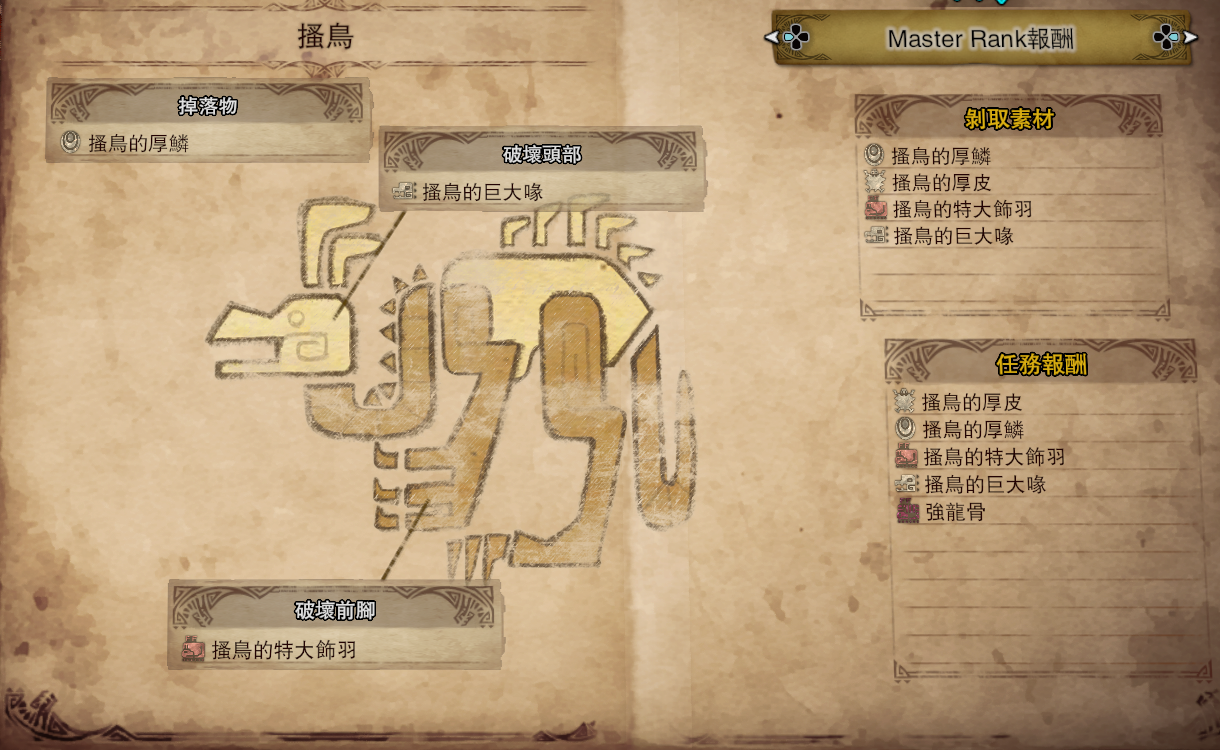 搔鳥
Master Rank報酬
掉落物
搔鳥的厚鱗
破壞頭部
搔鳥的巨大喙
破壞前腳
搔鳥的特大飾羽
剝取素材
搔鳥的厚鱗
搔鳥的厚皮
搔鳥的特大飾羽
搔鳥的巨大喙
任務報酬
搔鳥的厚皮
搔鳥的厚鱗
搔鳥的特大飾羽
搔鳥的巨大喙
強龍骨